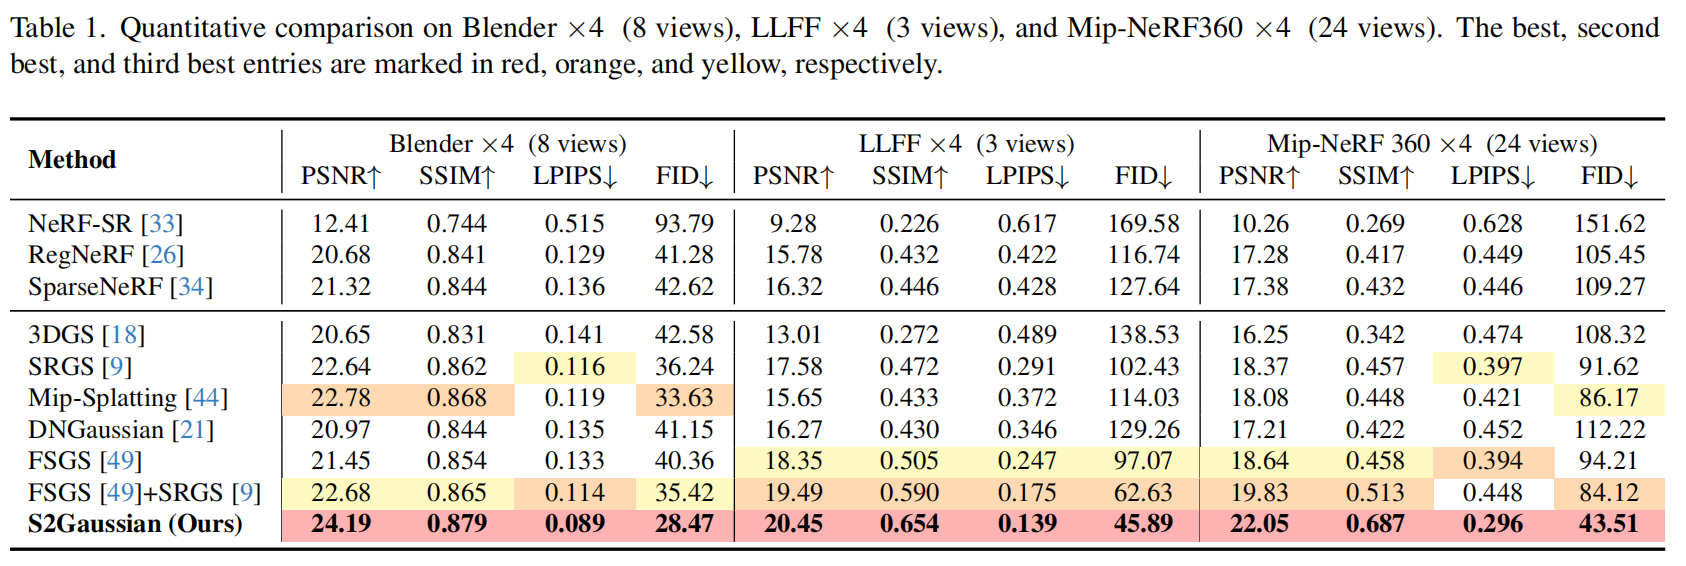 Table 1. Quantitative comparison on Blender ×4 (8 views), LLFF ×4 (3 views), and Mip-NeRF360 ×4 (24 views). The best, second
best, and third best entries are marked in red, orange, and yellow, respectively.
Method Blender ×4 (8 views) LLFF ×4 (3 views) Mip-NeRF 360 ×4 (24 views)
PSNR↑ SSIM↑ LPIPS↓ FID↓ PSNR↑ SSIM↑ LPIPS↓ FID↓ PSNR↑ SSIM↑ LPIPS↓ FID↓
NeRF-SR [33] 12.41 0.744 0.515 93.79 9.28 0.226 0.617 169.58 10.26 0.269 0.628 151.62
RegNeRF [26] 20.68 0.841 0.129 41.28 15.78 0.432 0.422 116.74 17.28 0.417 0.449 105.45
SparseNeRF [34] 21.32 0.844 0.136 42.62 16.32 0.446 0.428 127.64 17.38 0.432 0.446 109.27
3DGS [18] 20.65 0.831 0.141 42.58 13.01 0.272 0.489 138.53 16.25 0.342 0.474 108.32
SRGS [9] 22.64 0.862 0.116 36.24 17.58 0.472 0.291 102.43 18.37 0.457 0.397 91.62
Mip-Splatting [44] 22.78 0.868 0.119 33.63 15.65 0.433 0.372 114.03 18.08 0.448 0.421 86.17
DNGaussian [21] 20.97 0.844 0.135 41.15 16.27 0.430 0.346 129.26 17.21 0.422 0.452 112.22
FSGS [49] 21.45 0.854 0.133 40.36 18.35 0.505 0.247 97.07 18.64 0.458 0.394 94.21
FSGS [49]+SRGS [9] 22.68 0.865 0.114 35.42 19.49 0.590 0.175 62.63 19.83 0.513 0.448 84.12
S2Gaussian (Ours) 24.19 0.879 0.089 28.47 20.45 0.654 0.139 45.89 22.05 0.687 0.296 43.51